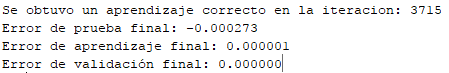 Se obtuvo un aprendizaje correcto en la iteracion: 3715
Error de prueba final: -0.000273
Error de aprendizaje final: 0.000001
Error de validación final: 0.000000